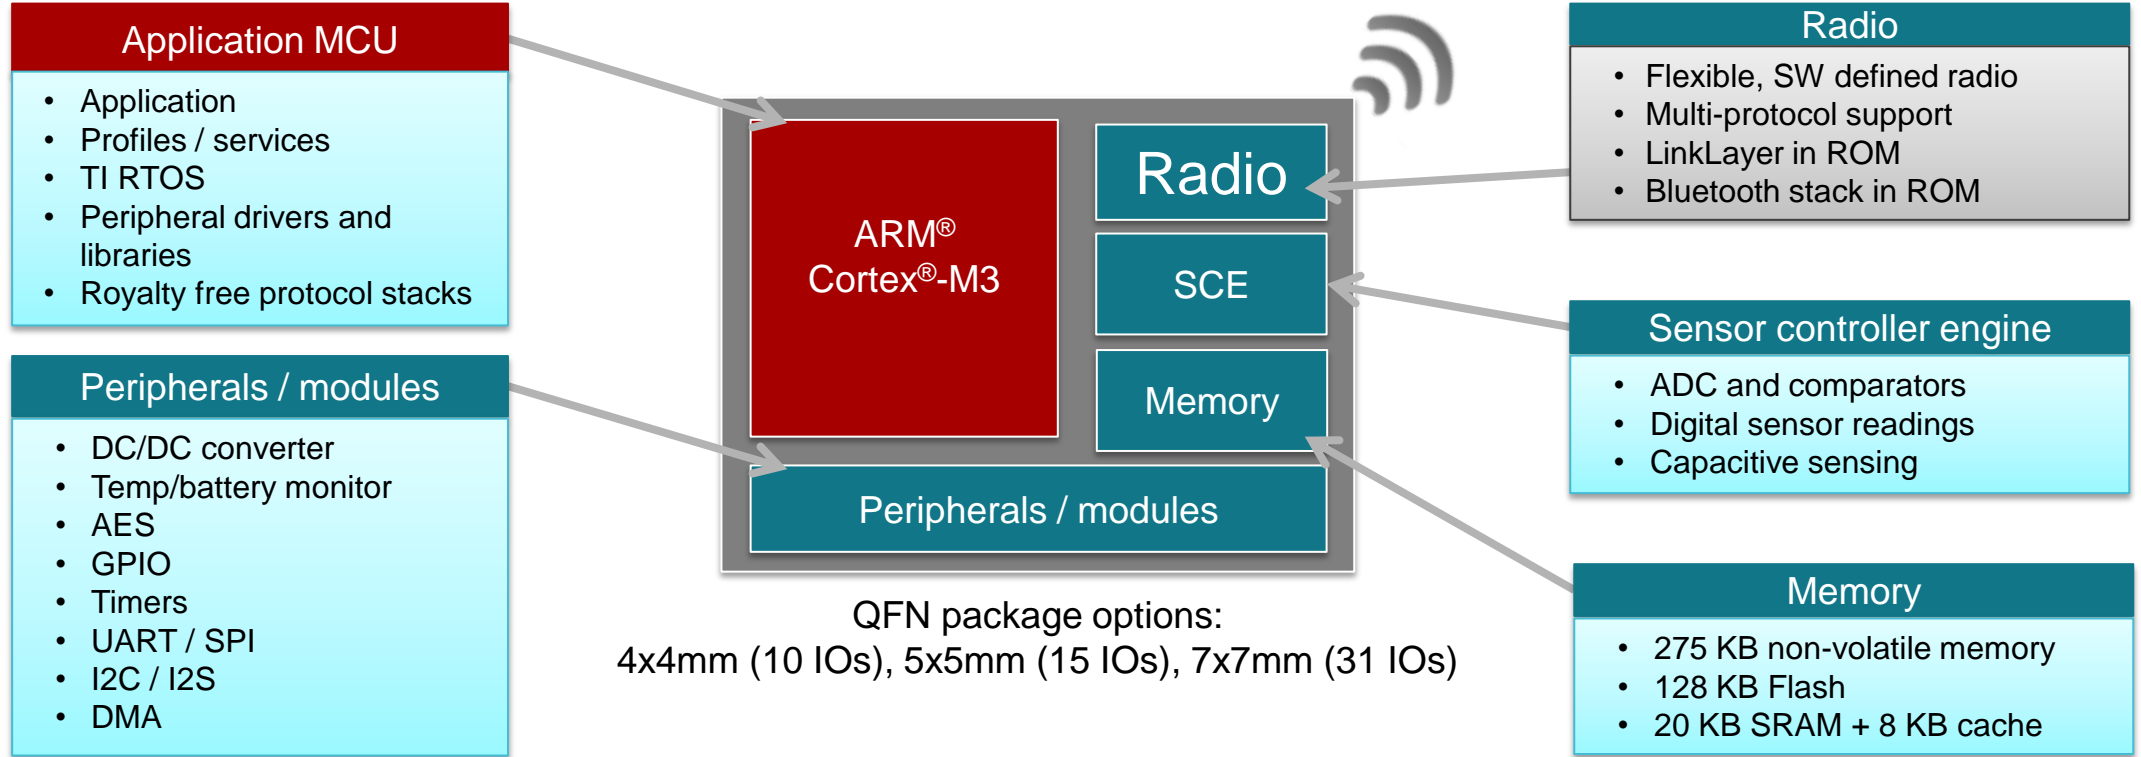 Application MCU
• Application
• Profiles / services
• TI RTOS
• Peripheral drivers and
libraries
• Royalty free protocol stacks
Peripherals / modules
• DC/DC converter
• Temp/battery monitor
• AES
• GPIO
• Timers
• UART / SPI
• I2C / I2S
• DMA
ARM®
Cortex®-M3
Radio
SCE
Memory
Peripherals / modules
QFN package options:
4x4mm (10 IOs), 5x5mm (15 IOs), 7x7mm (31 IOs)
Radio
• Flexible, SW defined radio
• Multi-protocol support
• LinkLayer in ROM
• Bluetooth stack in ROM
Sensor controller engine
• ADC and comparators
• Digital sensor readings
• Capacitive sensing
Memory
• 275 KB non-volatile memory
• 128 KB Flash
• 20 KB SRAM + 8 KB cache